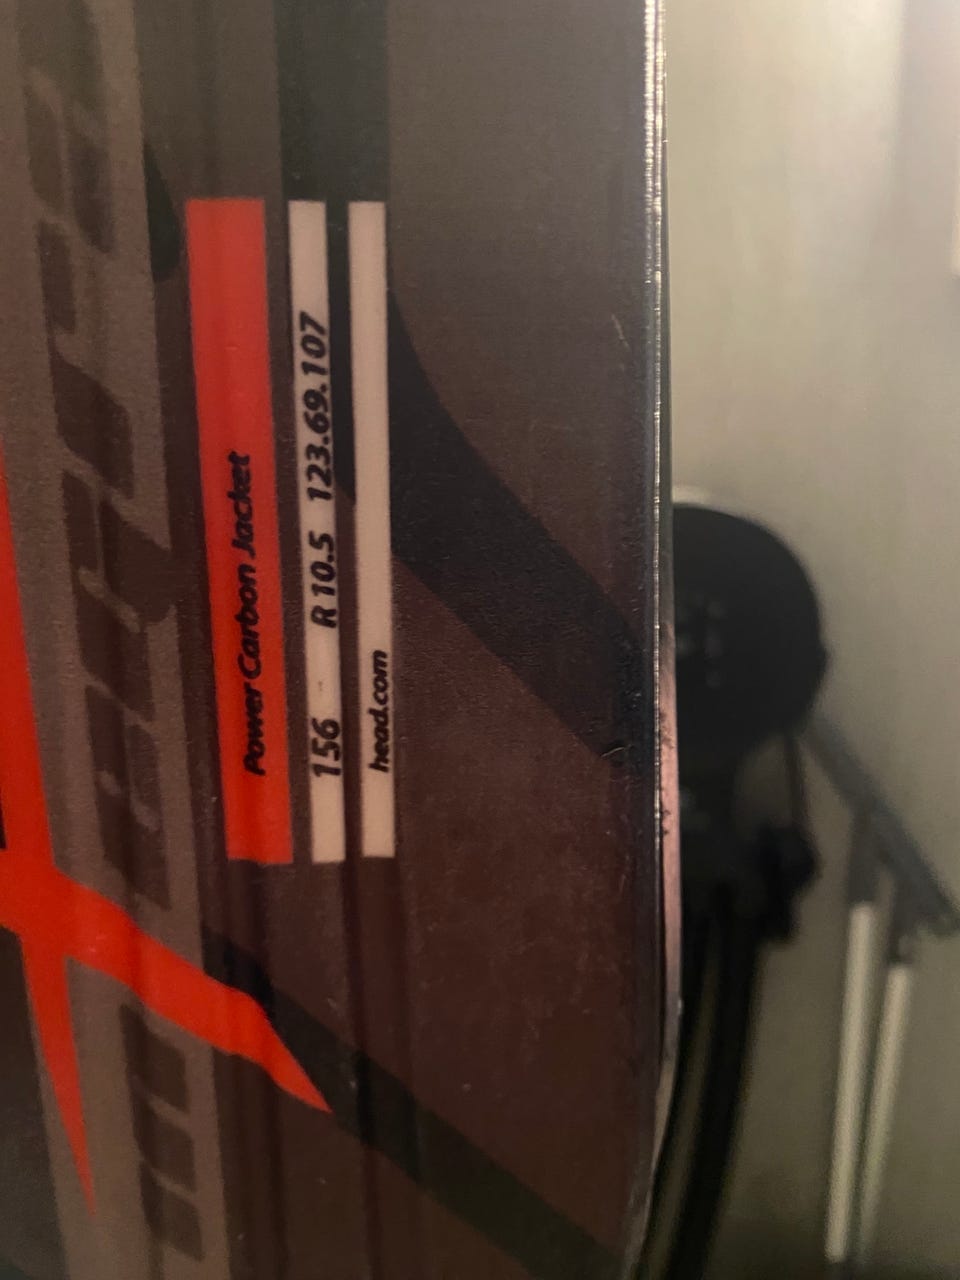 Power Carbon Jacket
156 R 10.5 123.69.107
head.com